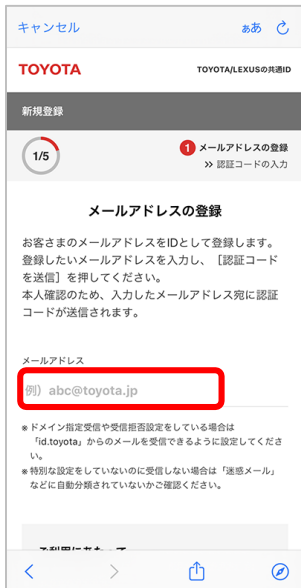 キャンセル
ぁあ
TOYOTA
TOYOTA/LEXUSの共通ID
新規登録
1/5
1 メールアドレスの登録
>> 認証コードの入力
メールアドレスの登録
お客さまのメールアドレスをIDとして登録します。
登録したいメールアドレスを入力し、［認証コード
を送信］を押してください。
本人確認のため、入力したメールアドレス宛に認証
コードが送信されます。
メールアドレス
例）abc@toyota.jp
※ドメイン指定受信や受信拒否設定をしている場合は
「id.toyota」からのメールを受信できるように設定してくださ
い。
※特別な設定をしていないのに受信しない場合は「迷惑メール」
などに自動分類されていないかご確認ください。
ご利用にあたって